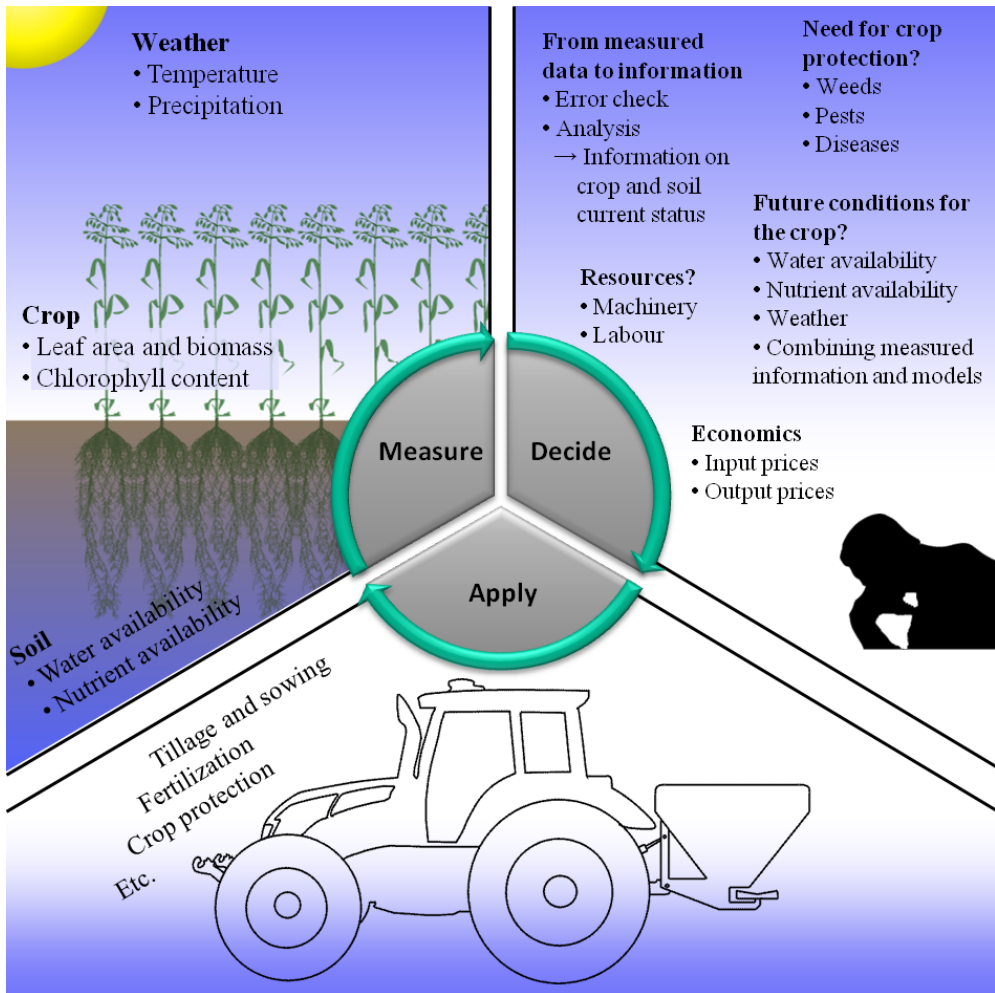 Weather
• Temperature
• Precipitation
Crop
• Leaf area and biomass
• Chlorophyll content
Soil
• Water availability
• Nutrient availability
From measured
data to information
• Error check
• Analysis
→ Information on
crop and soil
current status
Resources?
• Machinery
• Labour
Need for crop
protection?
• Weeds
• Pests
• Diseases
Future conditions for
the crop?
• Water availability
• Nutrient availability
• Weather
• Combining measured
information and models
Economics
• Input prices
• Output prices
Measure
Decide
Apply
Tillage and sowing
Fertilization
Crop protection
Etc.